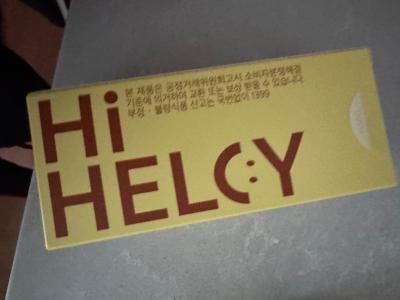 Hi
본 제품은 공정거래위원회고시 소비자분쟁해결
기준에 의거하여 교환 또는 보상 받을 수 있습니다.
부정·불량식품 신고는 국번없이 1399
HELCY